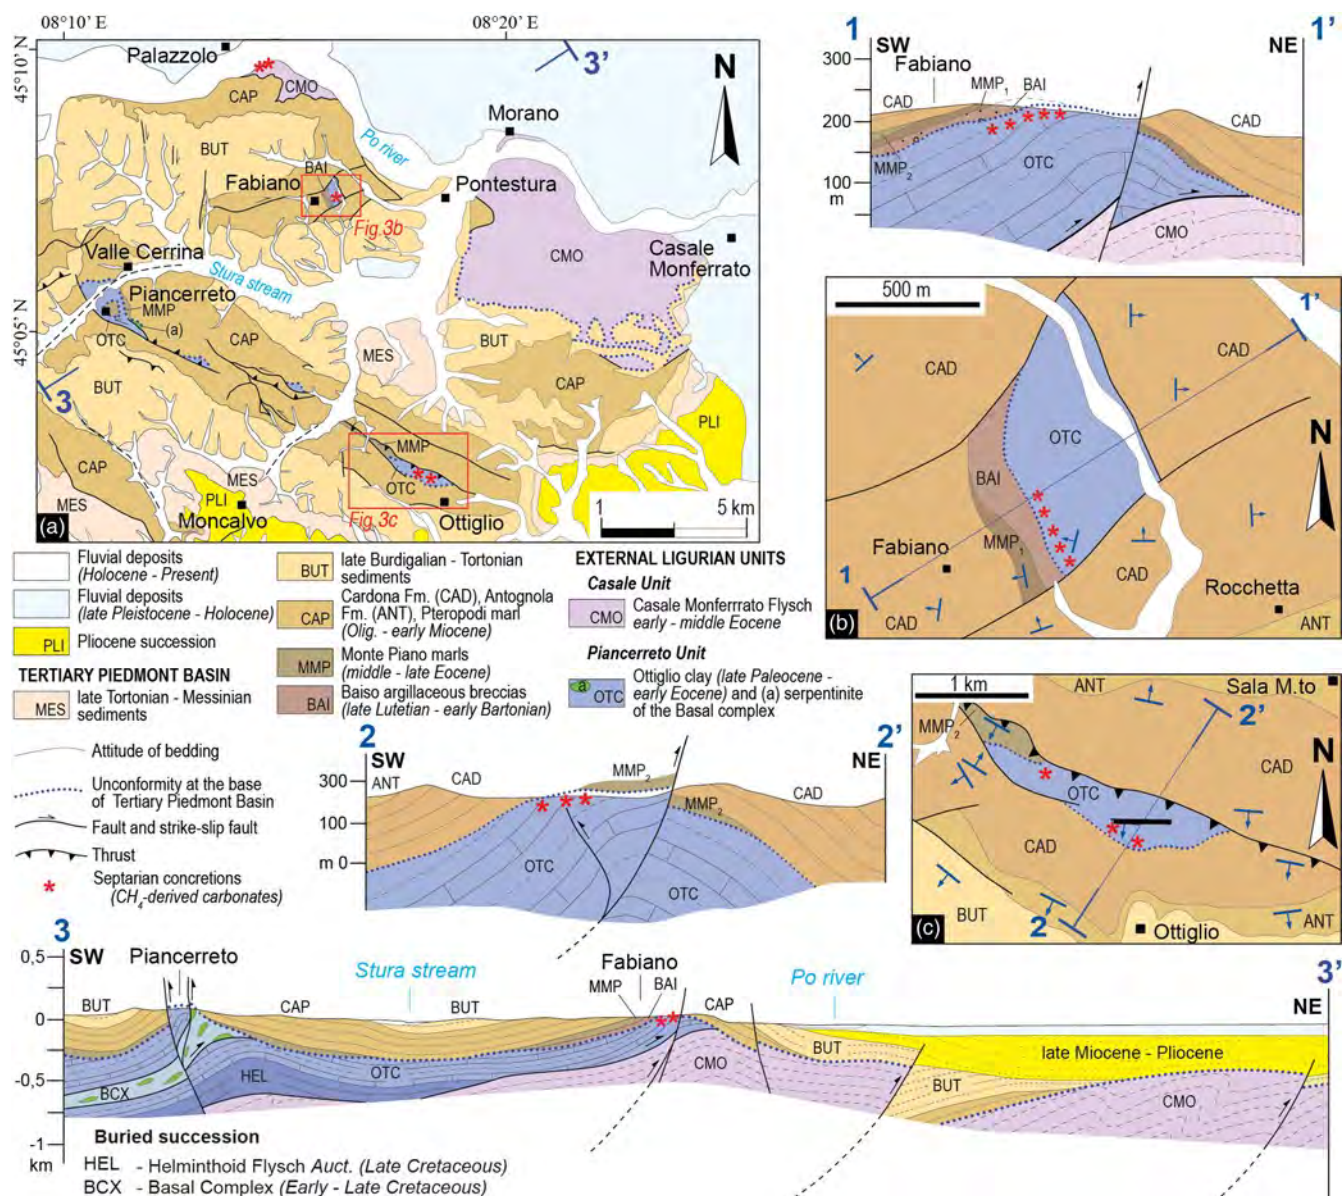 08°10' E
08°20' E
45°10' N
45°05' N
Palazzolo
3'
N
CMO
CAP
Morano
Po river
BUT
BAI
Fabiano
Pontestura
Fig.3b
CMO
Casale
Monferrato
Valle Cerrina
Stura stream
Piancerreto
MMP
(a)
OTC
CAP
MES
BUT
3
BUT
CAP
PLI
MMP
CAP
MES
OTC
PLI
MES
Moncalvo
Fig.3c
Ottiglio
1
5 km
(a)
1
SW
1'
NE
300
200
100
m
Fabiano
MMP1
BAI
CAD
CAD
OTC
MMP2
CMO
500 m
1'
CAD
CAD
OTC
N
BAI
MMP1
Fabiano
CAD
Rocchetta
1
CAD
ANT
(b)
Fluvial deposits
(Holocene - Present)
Fluvial deposits
(late Pleistocene - Holocene)
PLI
Pliocene succession
TERTIARY PIEDMONT BASIN
MES
late Tortonian - Messinian
sediments
BUT
late Burdigalian - Tortonian
sediments
CAP
Cardona Fm. (CAD), Antognola
Fm. (ANT), Pteropodi marl
(Olig. - early Miocene)
MMP
Monte Piano marls
(middle - late Eocene)
BAI
Baiso argillaceous breccias
(late Lutetian - early Bartonian)
EXTERNAL LIGURIAN UNITS
Casale Unit
CMO
Casale Monferrrato Flysch
early - middle Eocene
Piancerreto Unit
a
OTC
Ottiglio clay (late Paleocene -
early Eocene) and (a) serpentinite
of the Basal complex
Attitude of bedding
Unconformity at the base
of Tertiary Piedmont Basin
Fault and strike-slip fault
Thrust
Septarian concretions
(CH4-derived carbonates)
2
SW
2'
NE
300
100
m 0
ANT
CAD
MMP2
MMP2
CAD
OTC
OTC
1 km
ANT
Sala M.to
2'
MMP2
N
OTC
CAD
CAD
BUT
2
Ottiglio
ANT
(c)
3
SW
3'
NE
0,5
0
-0,5
-1
km
Piancerreto
Stura stream
Fabiano
Po river
BUT
CAP
BUT
MMP
BAI
CAP
BUT
late Miocene - Pliocene
HEL
OTC
CMO
BCX
BUT
CMO
Buried succession
HEL - Helminthoid Flysch Auct. (Late Cretaceous)
BCX - Basal Complex (Early - Late Cretaceous)